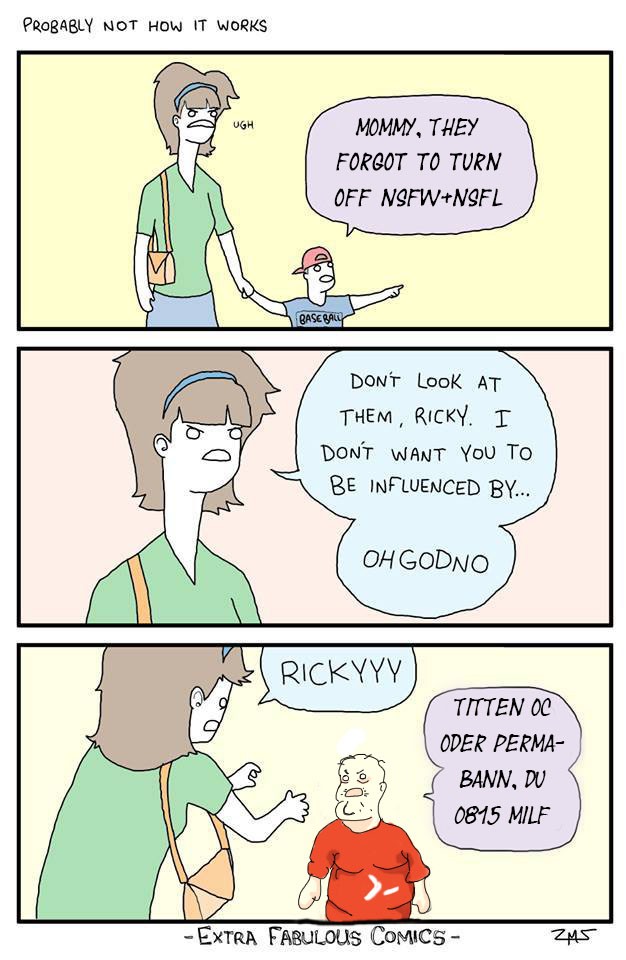 PROBABLY NOT HOW IT WORKS
UGH
MOMMY, THEY
FORGOT TO TURN
OFF NSFW+NSFL
BASEBALL
DON'T LOOK AT
THEM, RICKY. I
DON'T WANT YOU TO
BE INFLUENCED BY...
OH GODNO
RICKYYY
TITTEN OC
ODER PERMA-
BANN, DU
0815 MILF
>-
-EXTRA FABULOUS COMICS-
ZMS